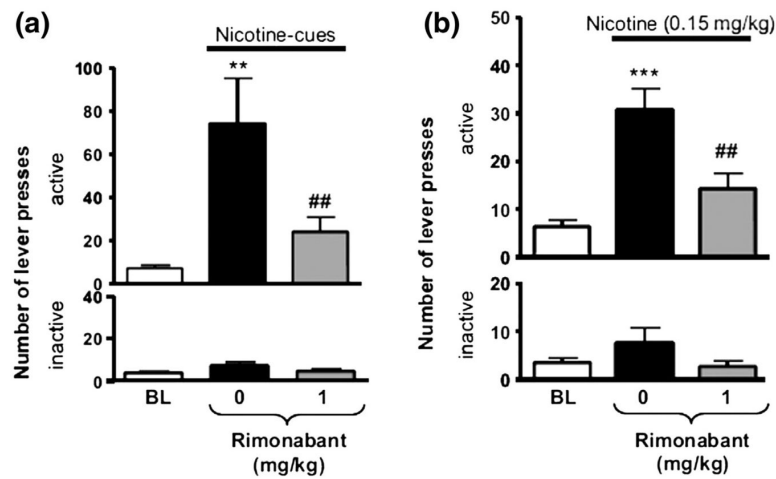 (a)
Nicotine-cues
**
##
100
80
60
40
20
0
40
20
0
Number of lever presses
active
inactive
BL
0
1
Rimonabant
(mg/kg)
(b)
Nicotine (0.15 mg/kg)
***
##
50
40
30
20
10
0
20
10
0
Number of lever presses
active
inactive
BL
0
1
Rimonabant
(mg/kg)